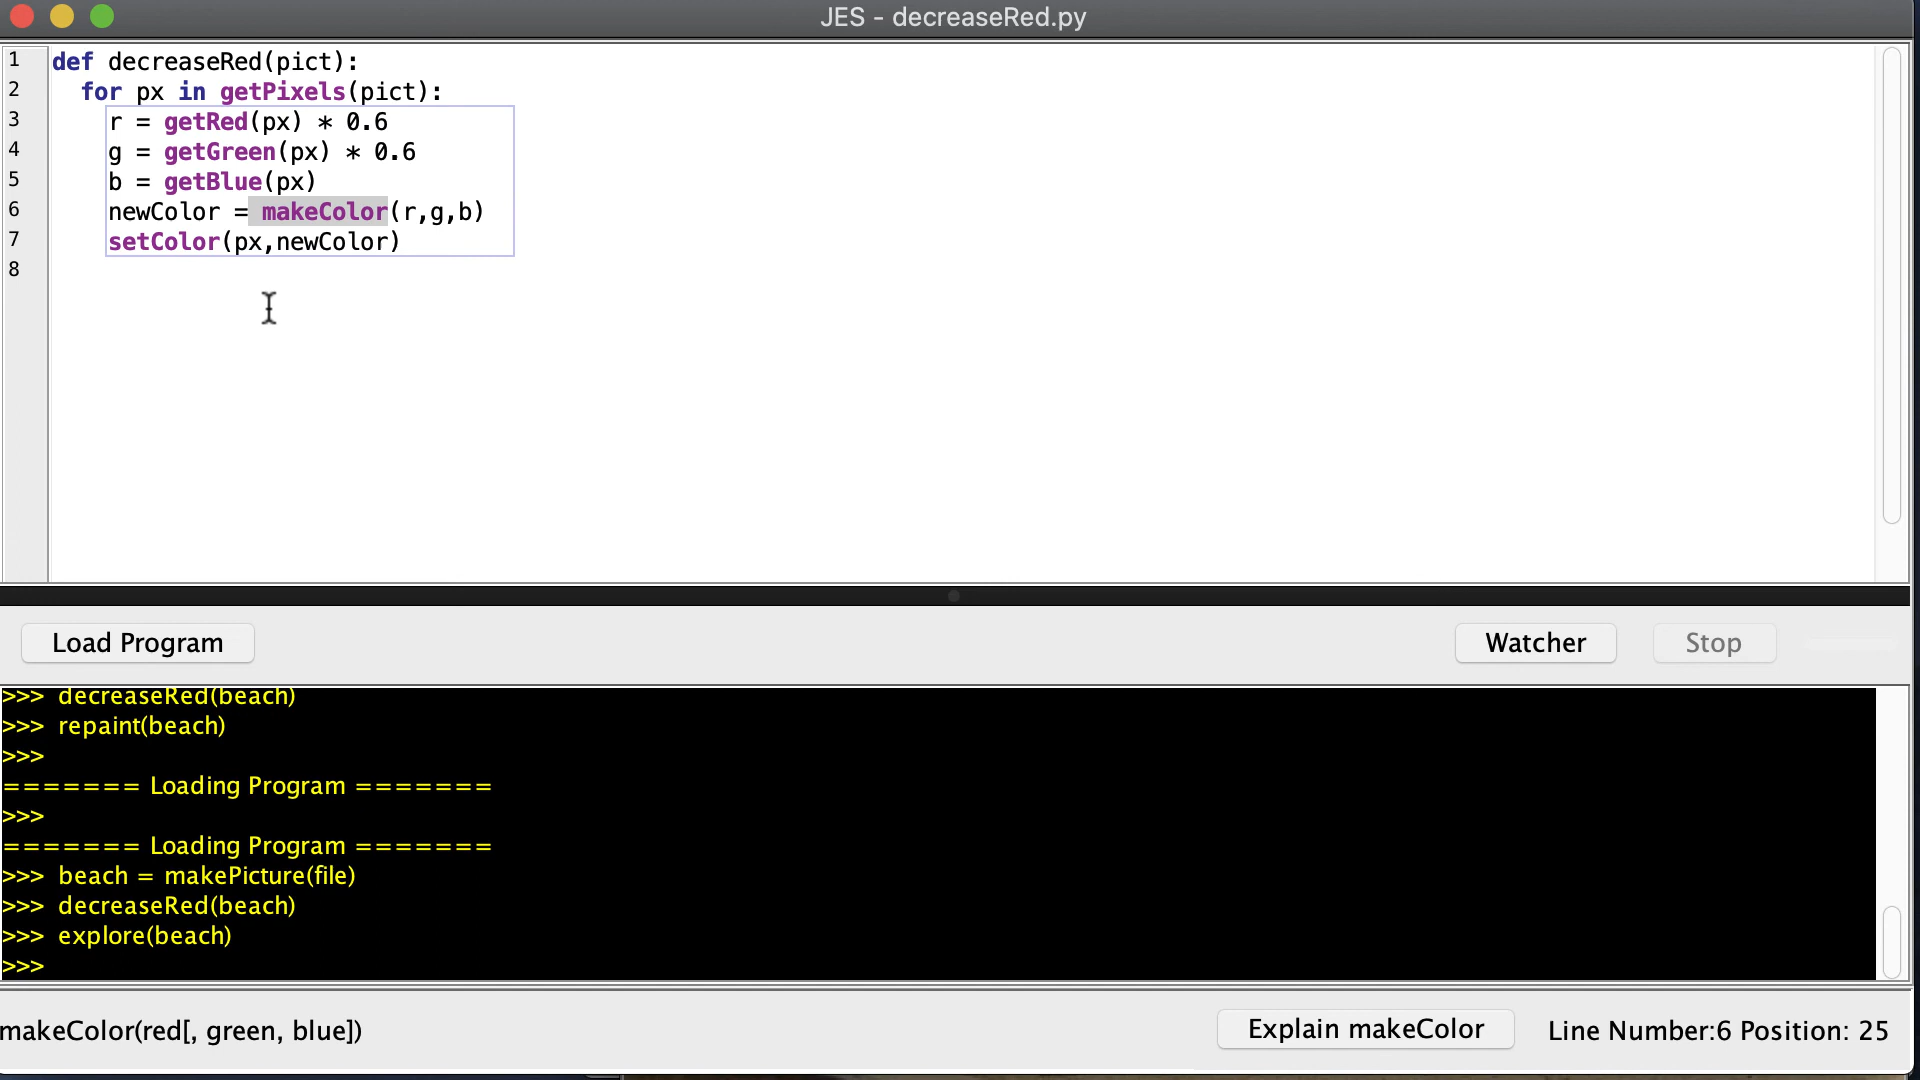 JES - decreaseRed.py
1 def decreaseRed(pict):
2 for px in getPixels(pict):
3 r = getRed(px) * 0.6
4 g = getGreen(px) * 0.6
5 b = getBlue(px)
6 newColor = makeColor(r,g,b)
7 setColor(px,newColor)
8
Load Program Watcher Stop
>>> decreaseRed(beach)
>>> repaint(beach)
>>>
======= Loading Program =======
>>>
======= Loading Program =======
>>> beach = makePicture(file)
>>> decreaseRed(beach)
>>> explore(beach)
>>>
makeColor(red[, green, blue]) Explain makeColor Line Number:6 Position: 25